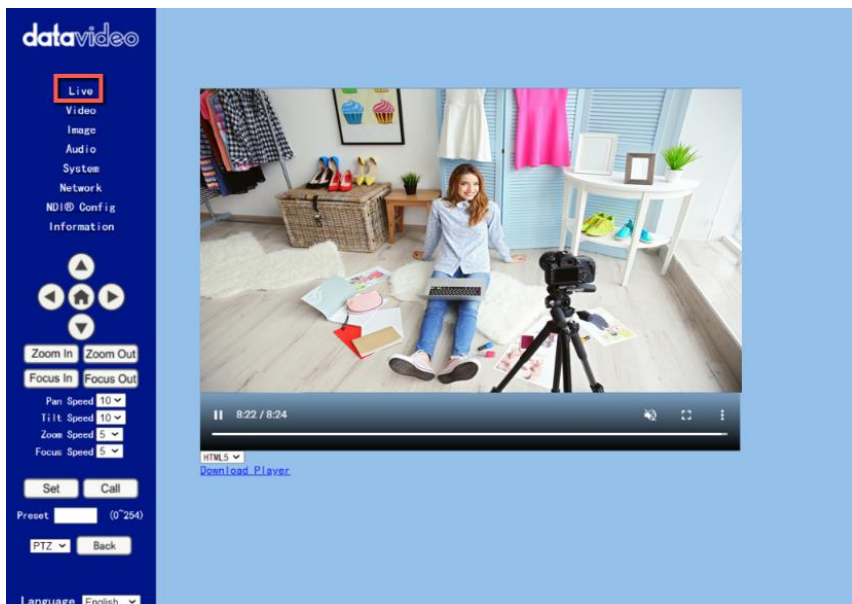 datavideo
Live
Video
Image
Audio
System
Network
NDI® Config
Information
Zoom In Zoom Out
Focus In Focus Out
Pan Speed 10
Tilt Speed 10
Zoom Speed 5
Focus Speed 5
Set Call
Preset (0~254)
PTZ Back
Language English
8:22 / 8:24
HTML5
Download Player